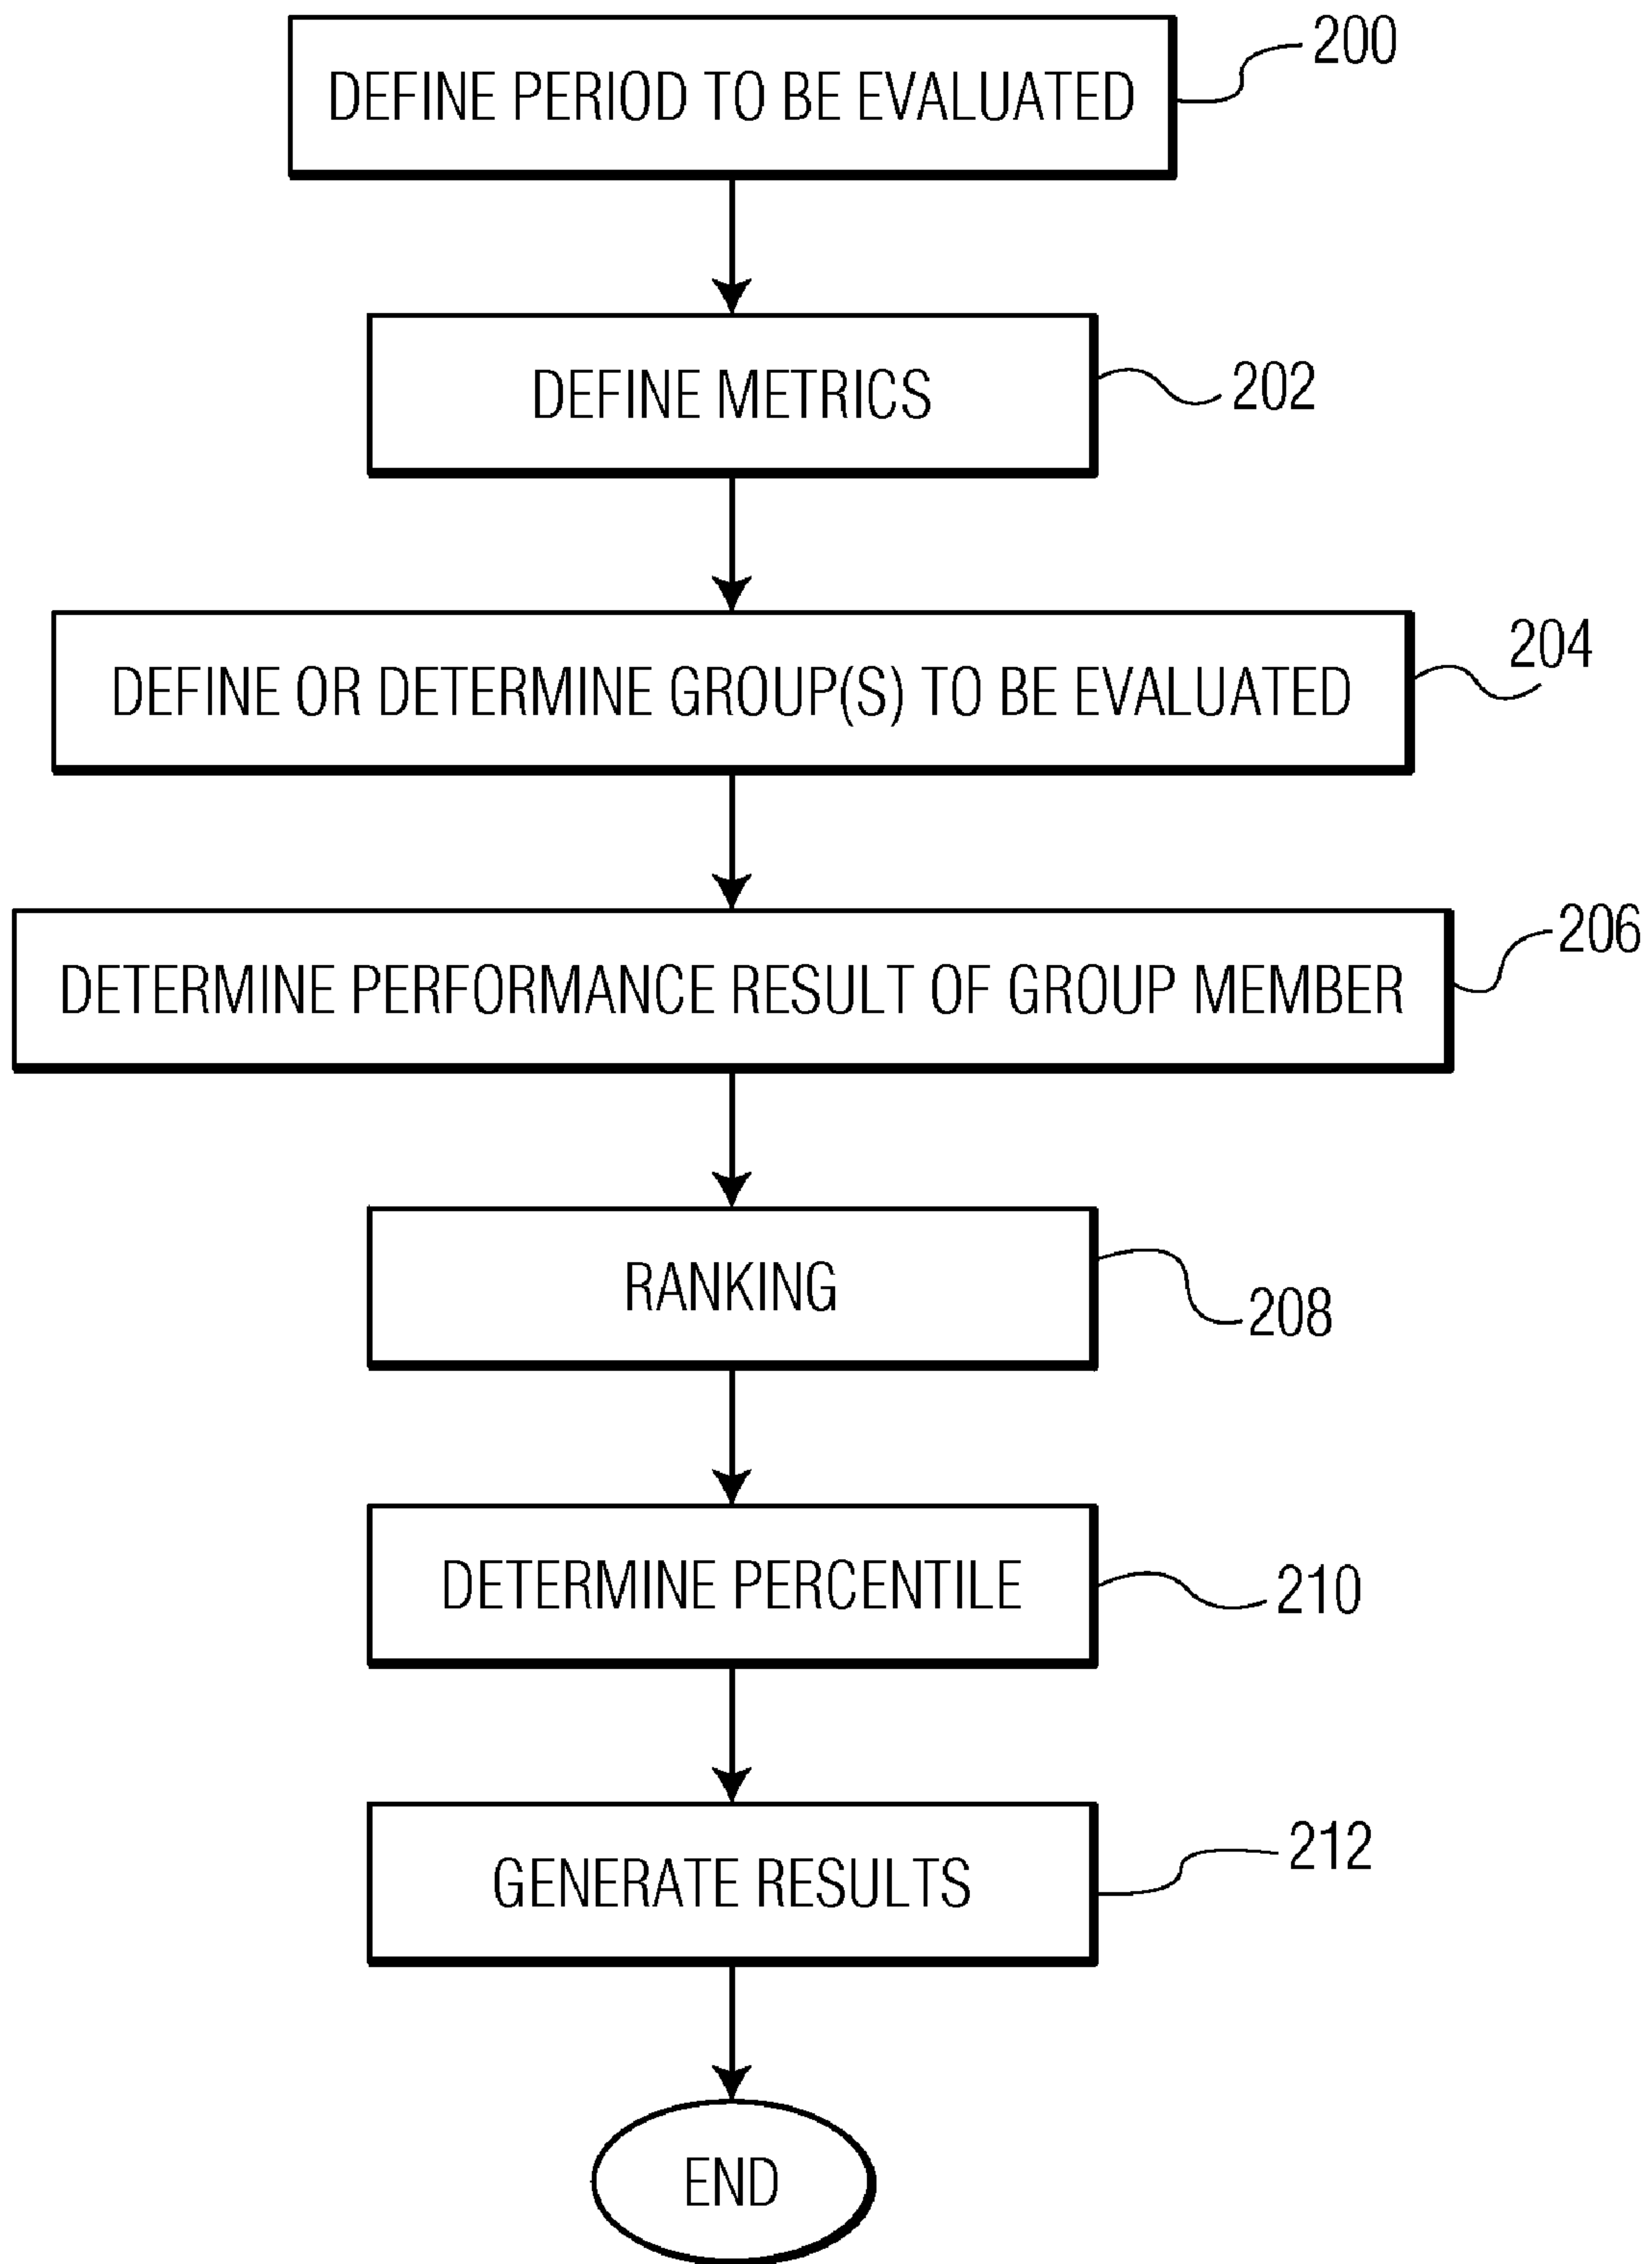 DEFINE PERIOD TO BE EVALUATED
200
DEFINE METRICS
202
DEFINE OR DETERMINE GROUP(S) TO BE EVALUATED
204
DETERMINE PERFORMANCE RESULT OF GROUP MEMBER
206
RANKING
208
DETERMINE PERCENTILE
210
GENERATE RESULTS
212
END